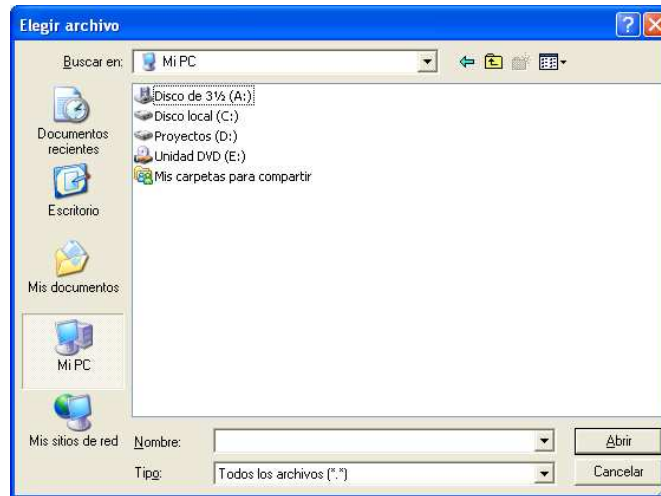 Elegir archivo
?
X
Buscar en:
Mi PC
Disco de 3½ (A:)
Disco local (C:)
Proyectos (D:)
Unidad DVD (E:)
Mis carpetas para compartir
Documentos
recientes
Escritorio
Mis documentos
Mi PC
Mis sitios de red
Nombre:
Abrir
Tipo:
Todos los archivos (*.*)
Cancelar